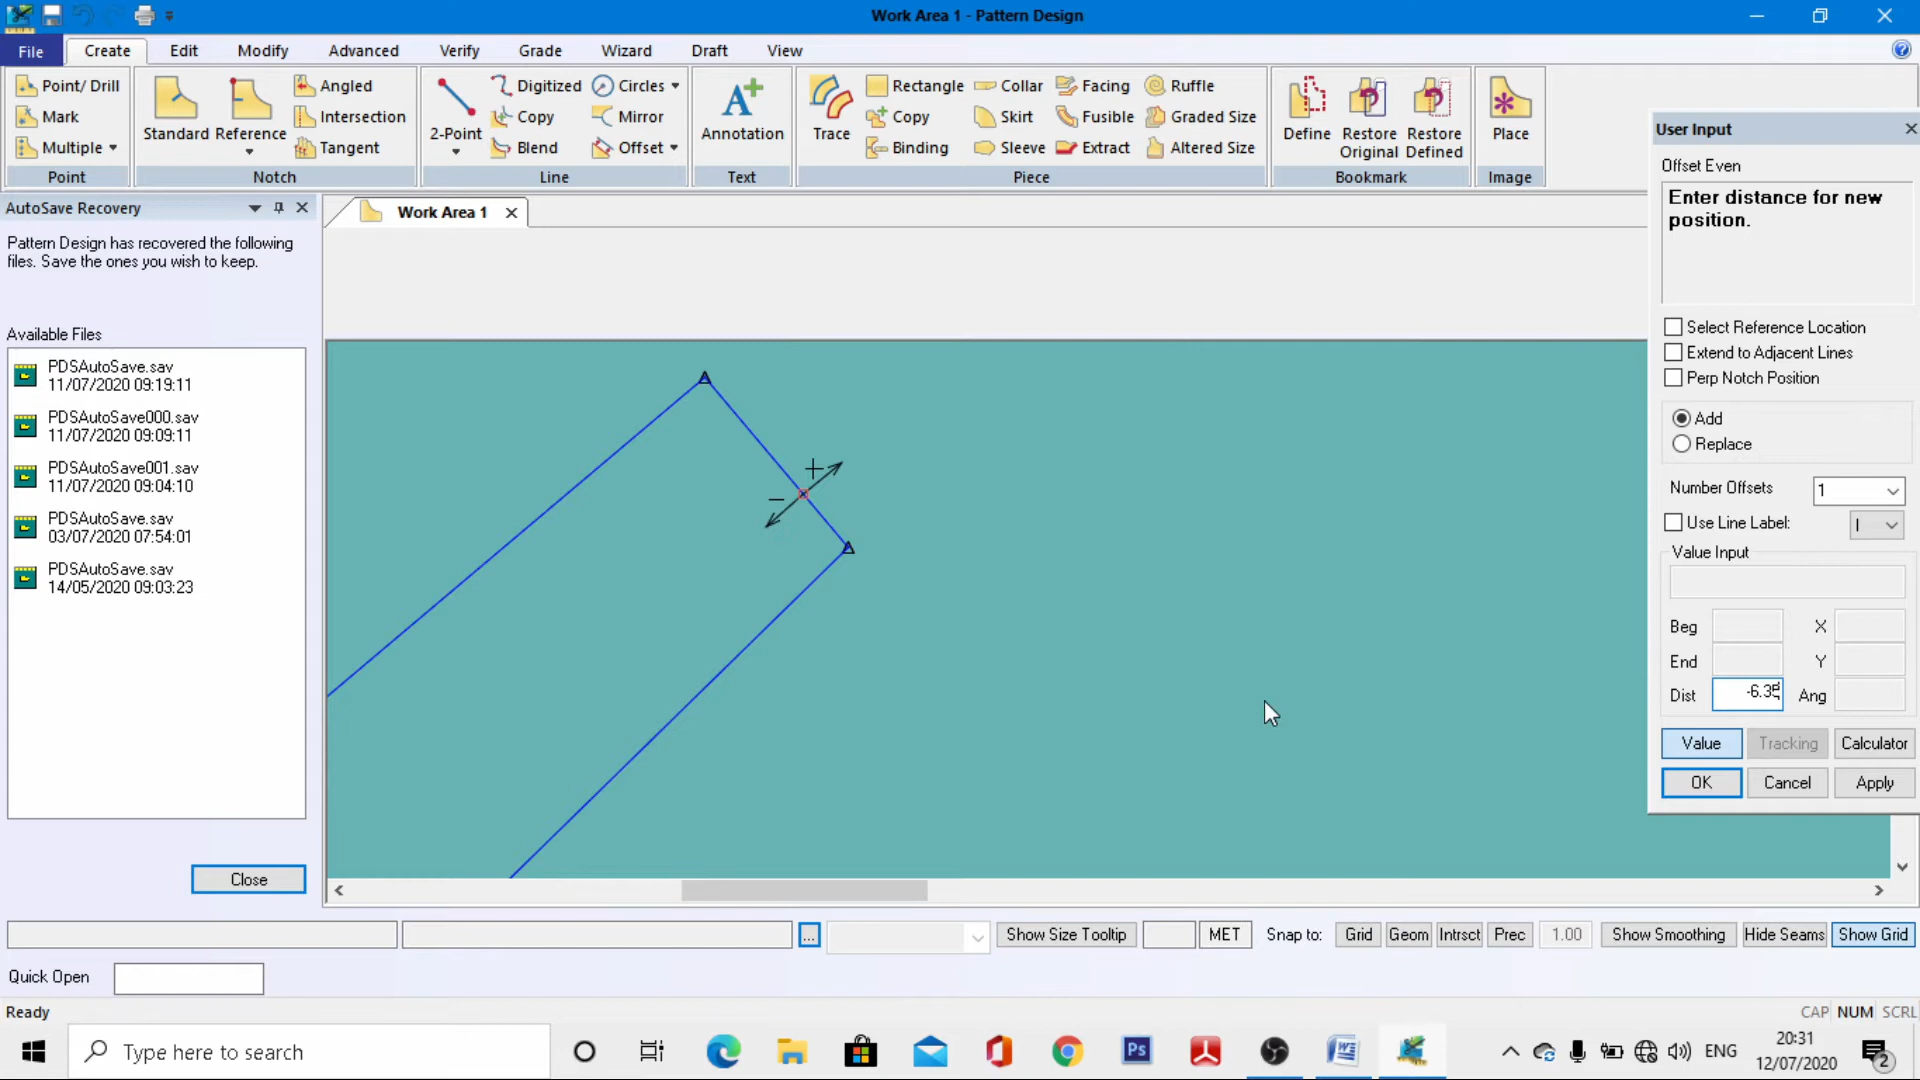 Work Area 1 - Pattern Design
File Create Edit Modify Advanced Verify Grade Wizard Draft View
Point/ Drill
Mark
Multiple
Point
Standard
Reference
Angled
Intersection
Tangent
Notch
2-Point
Digitized
Copy
Blend
Circles
Mirror
Offset
Line
Annotation
Text
Trace
Rectangle
Copy
Binding
Collar
Skirt
Sleeve
Facing
Fusible
Extract
Ruffle
Graded Size
Altered Size
Piece
Define
Restore Original
Restore Defined
Bookmark
Place
Image
AutoSave Recovery
Pattern Design has recovered the following
files. Save the ones you wish to keep.
Available Files
PDSAutoSave.sav
11/07/2020 09:19:11
PDSAutoSave000.sav
11/07/2020 09:09:11
PDSAutoSave001.sav
11/07/2020 09:04:10
PDSAutoSave.sav
03/07/2020 07:54:01
PDSAutoSave.sav
14/05/2020 09:03:23
Close
Work Area 1
+
−
User Input
Offset Even
Enter distance for new
position.
Select Reference Location
Extend to Adjacent Lines
Perp Notch Position
Add
Replace
Number Offsets 1
Use Line Label: I
Value Input
Beg X
End Y
Dist -6.35 Ang
Value Tracking Calculator
OK Cancel Apply
... Show Size Tooltip MET Snap to: Grid Geom Intrsct Prec 1.00 Show Smoothing Hide Seams Show Grid
Quick Open
Ready
CAP NUM SCRL
Type here to search
Ps
ENG
20:31
12/07/2020
2